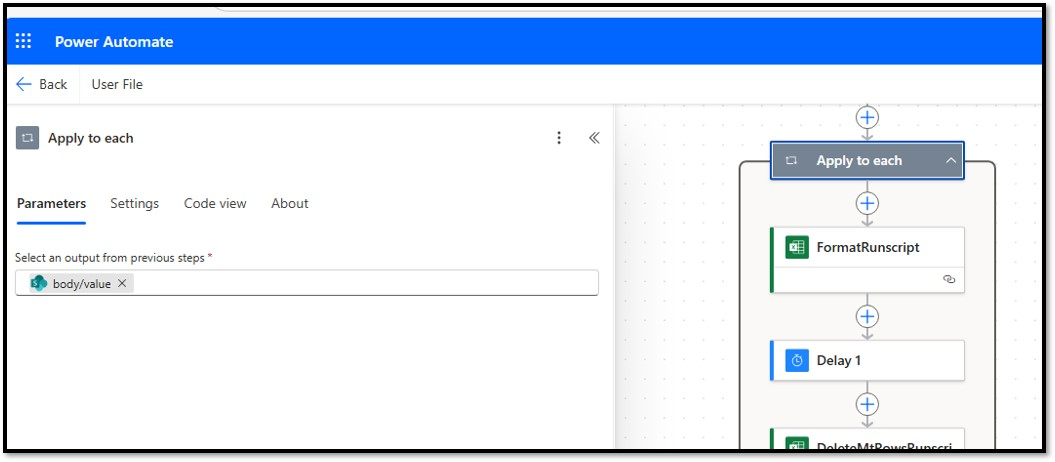 Power Automate
Back User File
Apply to each
Parameters Settings Code view About
Select an output from previous steps *
body/value
Apply to each
FormatRunscript
Delay 1
DeleteMtRowsRunscri